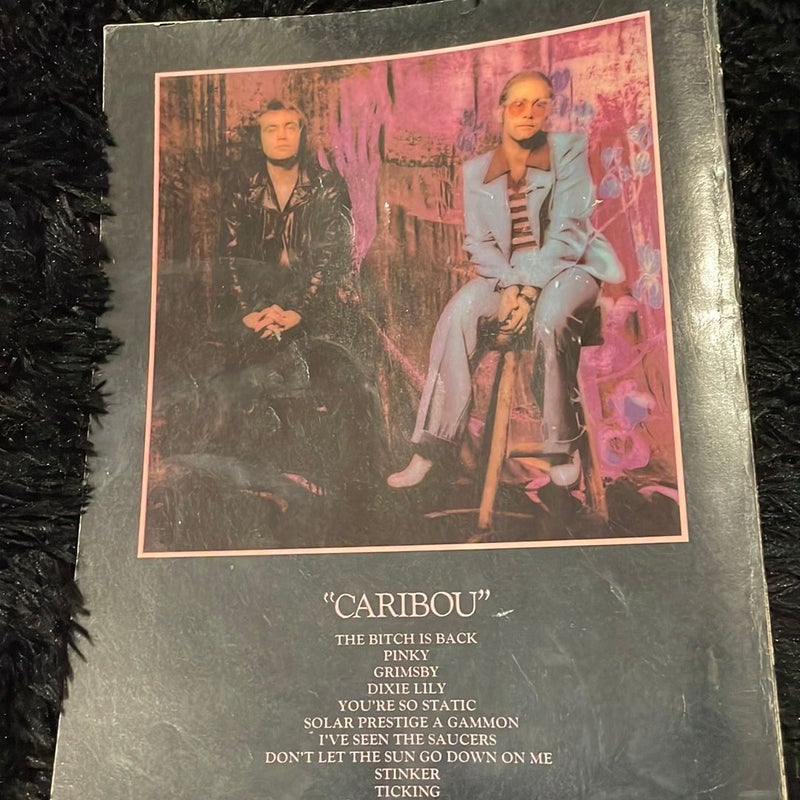 “CARIBOU”
THE BITCH IS BACK
PINKY
GRIMSBY
DIXIE LILY
YOU'RE SO STATIC
SOLAR PRESTIGE A GAMMON
I'VE SEEN THE SAUCERS
DON'T LET THE SUN GO DOWN ON ME
STINKER
TICKING